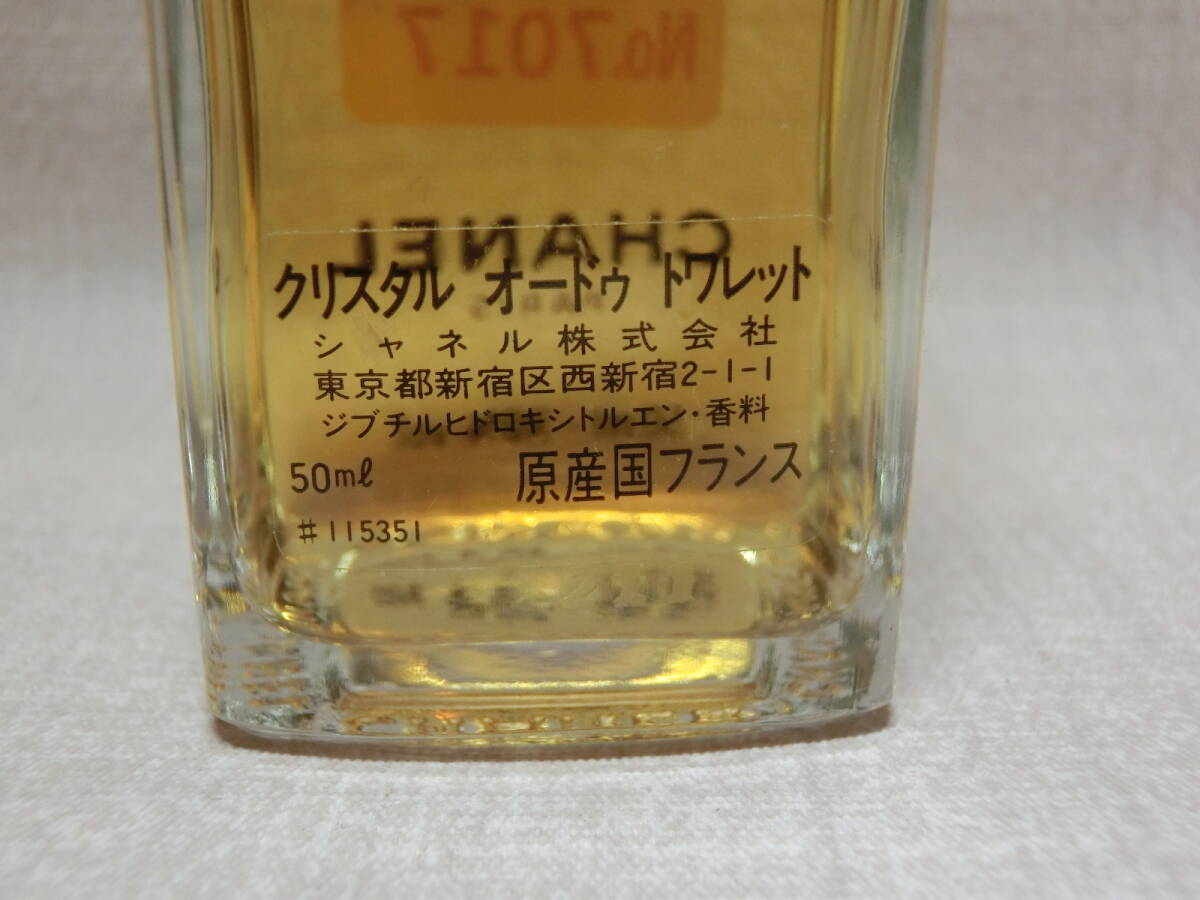 No.7017
CHANEL
クリスタル オードゥ トワレット
シャネル株式会社
東京都新宿区西新宿2-1-1
ジブチルヒドロキシトルエン・香料
50ml 原産国フランス
#115351